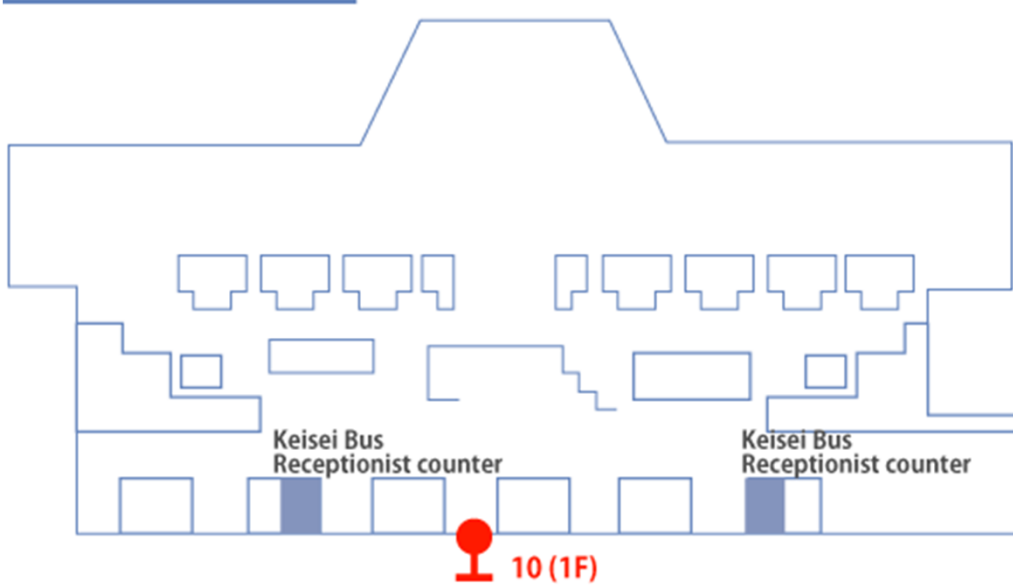 Keisei Bus
Receptionist counter
Keisei Bus
Receptionist counter
10 (1F)